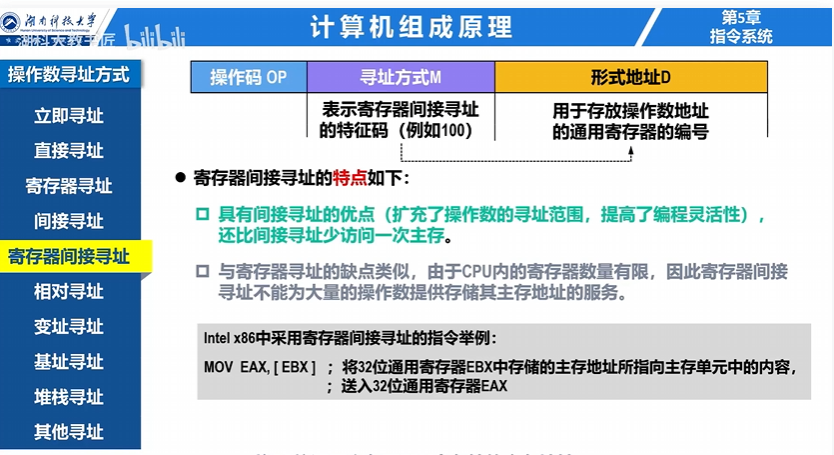 湖南科技大学
计算机组成原理
第5章
指令系统
湖科大教书匠 bilibili
操作数寻址方式
立即寻址
直接寻址
寄存器寻址
间接寻址
寄存器间接寻址
相对寻址
变址寻址
基址寻址
堆栈寻址
其他寻址
操作码 OP 寻址方式M 形式地址D
表示寄存器间接寻址
的特征码（例如100）
用于存放操作数地址
的通用寄存器的编号
● 寄存器间接寻址的特点如下：
具有间接寻址的优点（扩充了操作数的寻址范围，提高了编程灵活性），
还比间接寻址少访问一次主存。
与寄存器寻址的缺点类似，由于CPU内的寄存器数量有限，因此寄存器间接
寻址不能为大量的操作数提供存储其主存地址的服务。
Intel x86中采用寄存器间接寻址的指令举例：
MOV EAX, [ EBX ] ；将32位通用寄存器EBX中存储的主存地址所指向主存单元中的内容，
；送入32位通用寄存器EAX